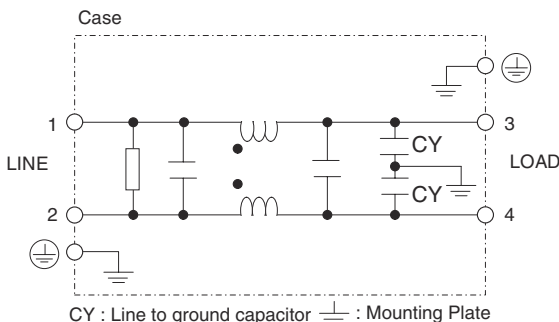 Case
1
3
LINE
CY
LOAD
CY
2
4
CY : Line to ground capacitor : Mounting Plate